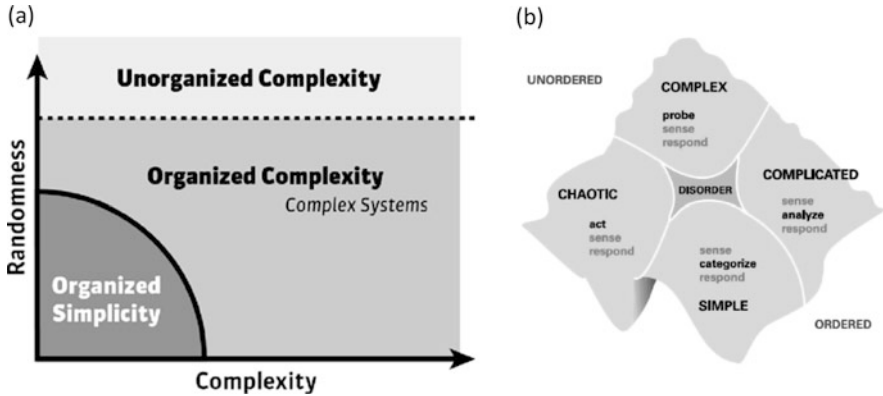 (a)
Unorganized Complexity
Organized Complexity
Complex Systems
Organized
Simplicity
Randomness
Complexity
(b)
UNORDERED
COMPLEX
probe
sense
respond
COMPLICATED
sense
analyze
respond
CHAOTIC
act
sense
respond
DISORDER
sense
categorize
respond
SIMPLE
ORDERED